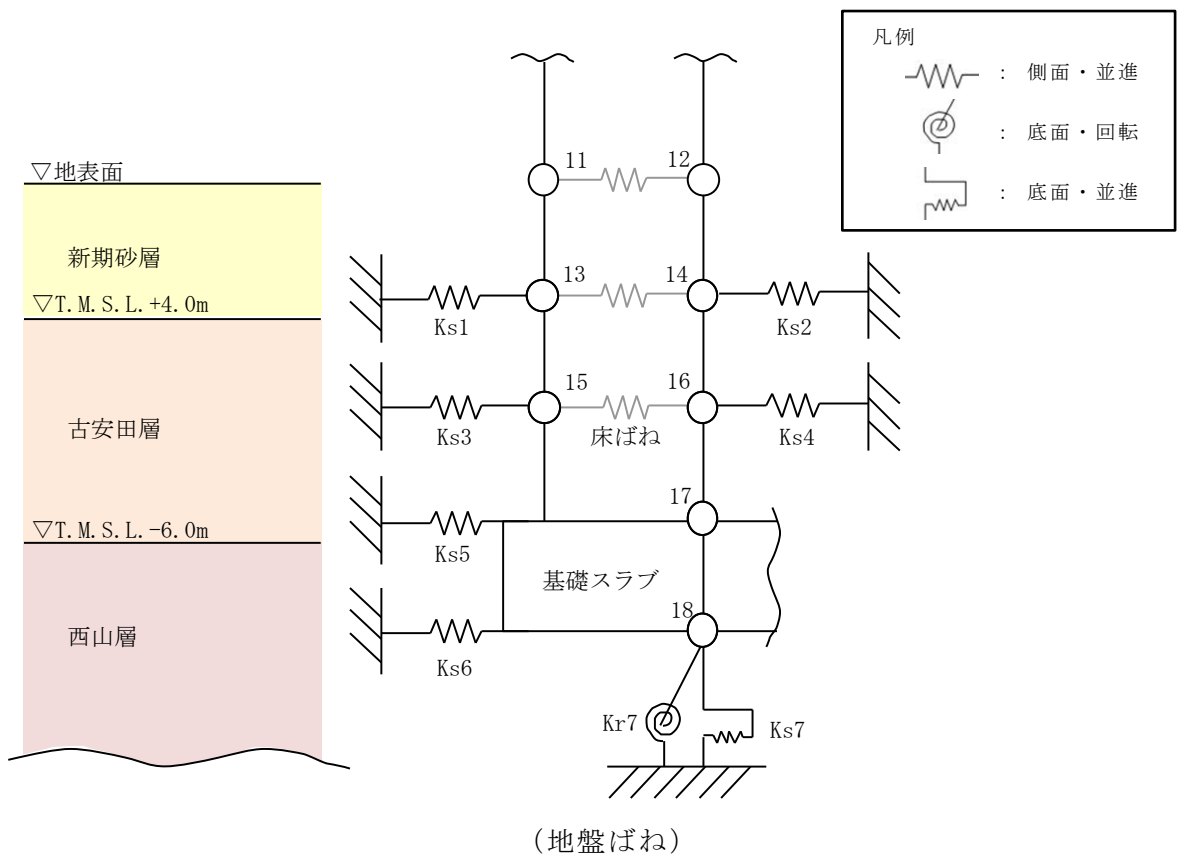 凡例
: 側面・並進
: 底面・回転
: 底面・並進
▽地表面
11 12
新期砂層
13 14
▽T.M.S.L.+4.0m
Ks1 Ks2
15 16
古安田層
Ks3 床ばね Ks4
17
▽T.M.S.L.-6.0m
Ks5
基礎スラブ
18
西山層
Ks6
Kr7 Ks7
(地盤ばね)